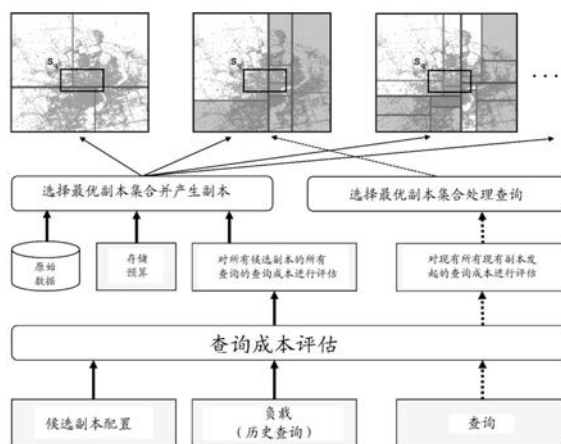 Sq
Sq
Sq
...
选择最优副本集合并产生副本
选择最优副本集合处理查询
原始
数据
存储
预算
对所有候选副本的所有
查询的查询成本进行评估
对现有所有现有副本发
起的查询成本进行评估
查询成本评估
候选副本配置
负载
(历史查询)
查询